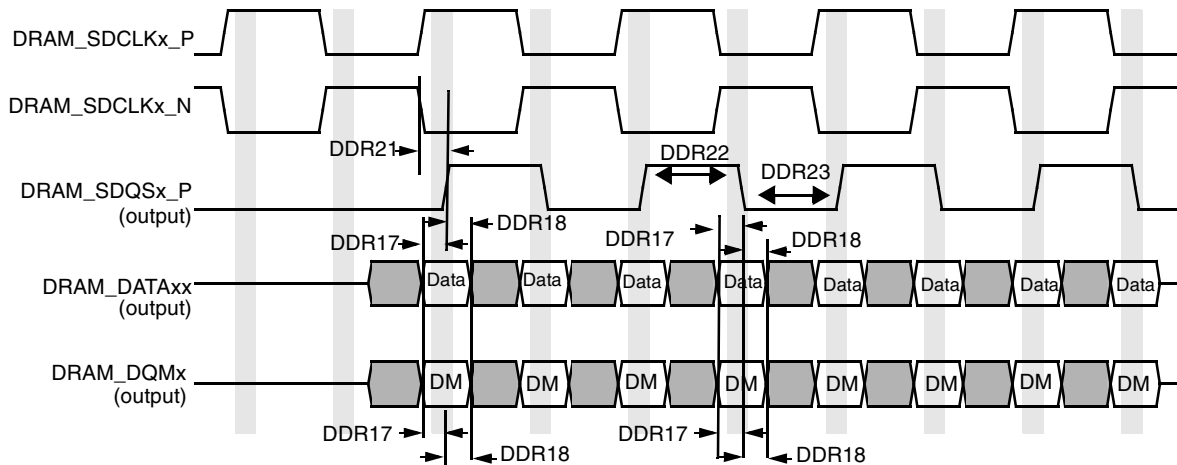 DRAM_SDCLKx_P
DRAM_SDCLKx_N
DDR21
DDR22
DDR23
DRAM_SDQSx_P
(output)
DDR18
DDR17
DDR17
DDR18
DRAM_DATAxx
(output)
Data Data Data Data Data Data Data Data
DRAM_DQMx
(output)
DM DM DM DM DM DM DM DM
DDR17
DDR18
DDR17
DDR18